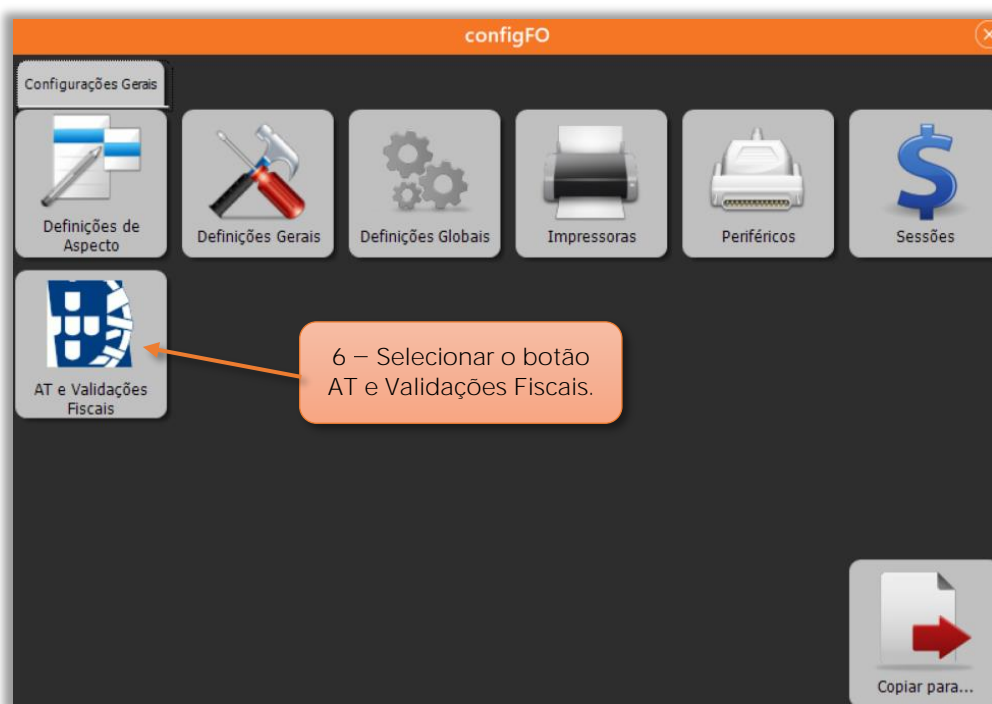 configFO
Configurações Gerais
Definições de
Aspecto
Definições Gerais
Definições Globais
Impressoras
Periféricos
Sessões
AT e Validações
Fiscais
6 – Selecionar o botão
AT e Validações Fiscais.
Copiar para...